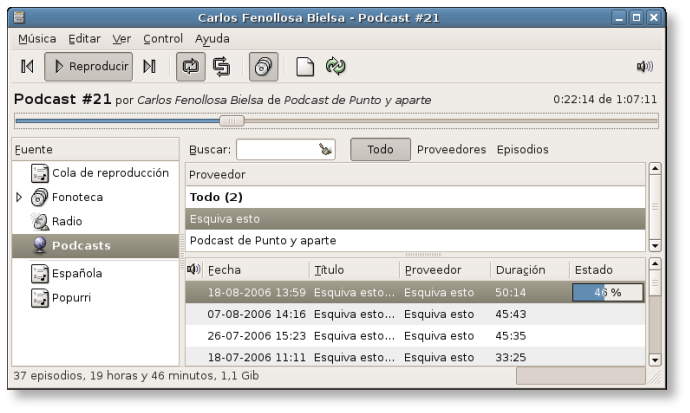 Carlos Fenollosa Bielsa - Podcast #21
Música Editar Ver Control Ayuda
Reproducir
Podcast #21 por Carlos Fenollosa Bielsa de Podcast de Punto y aparte 0:22:14 de 1:07:11
Fuente Buscar: Todo Proveedores Episodios
Cola de reproducción
Fonoteca
Radio
Podcasts
Española
Popurri
Proveedor
Todo (2)
Esquiva esto
Podcast de Punto y aparte
Fecha Título Proveedor Duración Estado
18-08-2006 13:59 Esquiva esto... Esquiva esto 50:14 46 %
07-08-2006 14:16 Esquiva esto... Esquiva esto 45:43
26-07-2006 15:23 Esquiva esto... Esquiva esto 45:35
18-07-2006 11:11 Esquiva esto... Esquiva esto 33:25
37 episodios, 19 horas y 46 minutos, 1,1 Gib